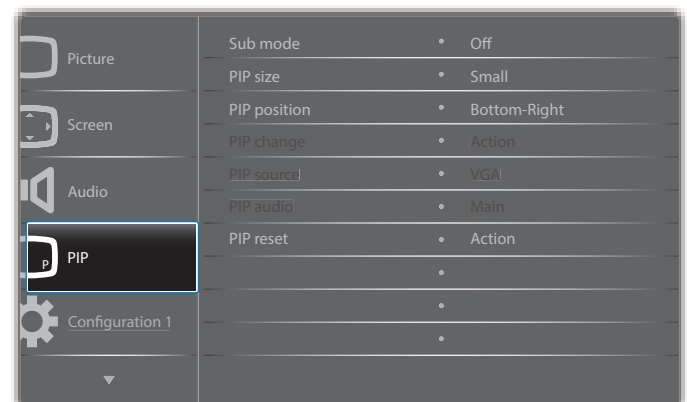 Picture
Screen
Audio
P
PIP
Configuration 1
Sub mode • Off
PIP size • Small
PIP position • Bottom-Right
PIP change • Action
PIP source • VGA
PIP audio • Main
PIP reset • Action
•
•
•